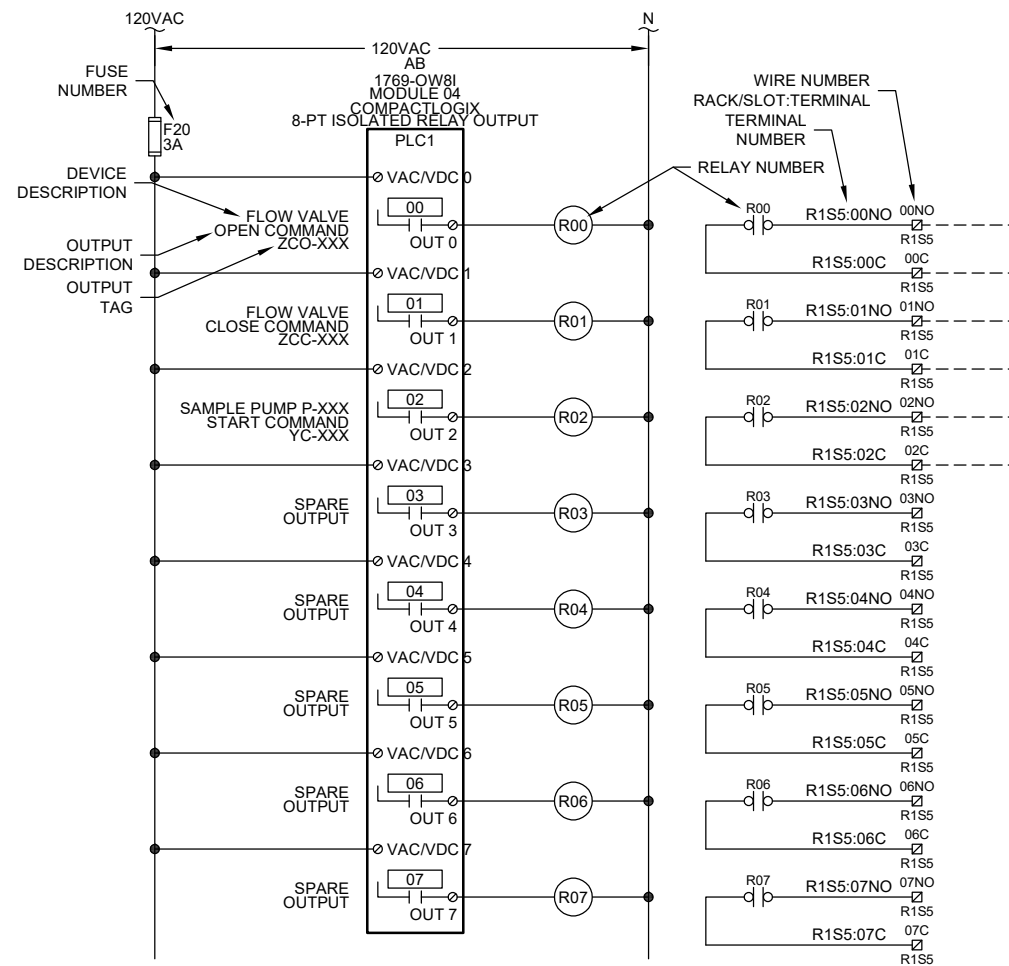 120VAC
N
120VAC
AB
1769-OW8I
MODULE 04
COMPACTLOGIX
8-PT ISOLATED RELAY OUTPUT
PLC1
FUSE
NUMBER
F20
3A
DEVICE
DESCRIPTION
OUTPUT
DESCRIPTION
OUTPUT
TAG
WIRE NUMBER
RACK/SLOT:TERMINAL
TERMINAL
NUMBER
RELAY NUMBER
VAC/VDC 0
FLOW VALVE
OPEN COMMAND
ZCO-XXX
00
OUT 0
R00
R00
R1S5:00NO
00NO
R1S5
R1S5:00C
00C
R1S5
VAC/VDC 1
FLOW VALVE
CLOSE COMMAND
ZCC-XXX
01
OUT 1
R01
R01
R1S5:01NO
01NO
R1S5
R1S5:01C
01C
R1S5
VAC/VDC 2
SAMPLE PUMP P-XXX
START COMMAND
YC-XXX
02
OUT 2
R02
R02
R1S5:02NO
02NO
R1S5
R1S5:02C
02C
R1S5
VAC/VDC 3
SPARE
OUTPUT
03
OUT 3
R03
R03
R1S5:03NO
03NO
R1S5
R1S5:03C
03C
R1S5
VAC/VDC 4
SPARE
OUTPUT
04
OUT 4
R04
R04
R1S5:04NO
04NO
R1S5
R1S5:04C
04C
R1S5
VAC/VDC 5
SPARE
OUTPUT
05
OUT 5
R05
R05
R1S5:05NO
05NO
R1S5
R1S5:05C
05C
R1S5
VAC/VDC 6
SPARE
OUTPUT
06
OUT 6
R06
R06
R1S5:06NO
06NO
R1S5
R1S5:06C
06C
R1S5
VAC/VDC 7
SPARE
OUTPUT
07
OUT 7
R07
R07
R1S5:07NO
07NO
R1S5
R1S5:07C
07C
R1S5